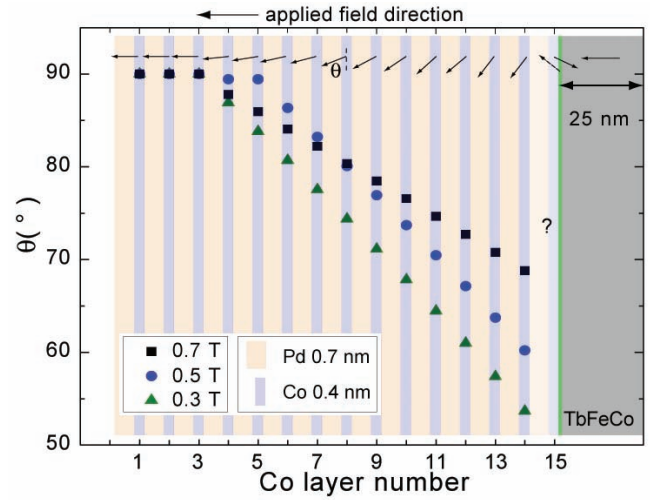 applied field direction
θ
25 nm
?
90
80
70
60
50
θ( ° )
0.7 T
0.5 T
0.3 T
Pd 0.7 nm
Co 0.4 nm
TbFeCo
1 3 5 7 9 11 13 15
Co layer number